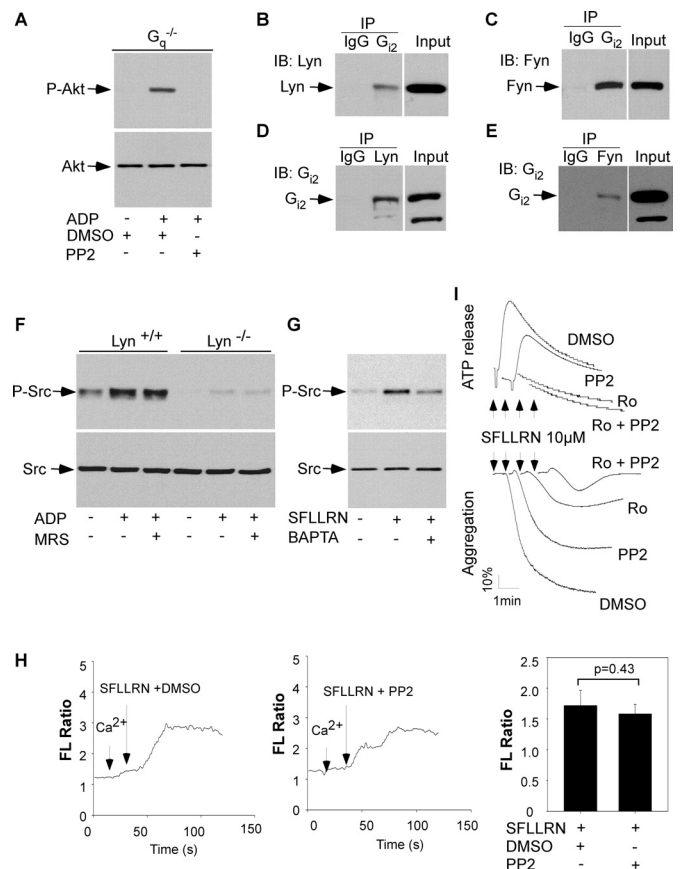 A
Gq-/-
P-Akt
Akt
ADP - + +
DMSO + + -
PP2 - - +
B
IP
IgG Gi2 Input
IB: Lyn
Lyn
C
IP
IgG Gi2 Input
IB: Fyn
Fyn
D
IP
IgG Lyn Input
IB: Gi2
Gi2
E
IP
IgG Fyn Input
IB: Gi2
Gi2
F
Lyn +/+ Lyn -/-
P-Src
Src
ADP - + + - + +
MRS - - + - - +
G
P-Src
Src
SFLLRN - + +
BAPTA - - +
I
ATP release
DMSO
PP2
Ro
Ro + PP2
SFLLRN 10µM
Ro + PP2
Ro
PP2
DMSO
Aggregation
10%
1min
H
FL Ratio
5
4
3
2
1
0
SFLLRN +DMSO
Ca2+
0 50 100 150
Time (s)
FL Ratio
5
4
3
2
1
0
SFLLRN + PP2
Ca2+
0 50 100 150
Time (s)
FL Ratio
2.5
2.0
1.5
1.0
0.5
0
p=0.43
SFLLRN + +
DMSO + -
PP2 - +